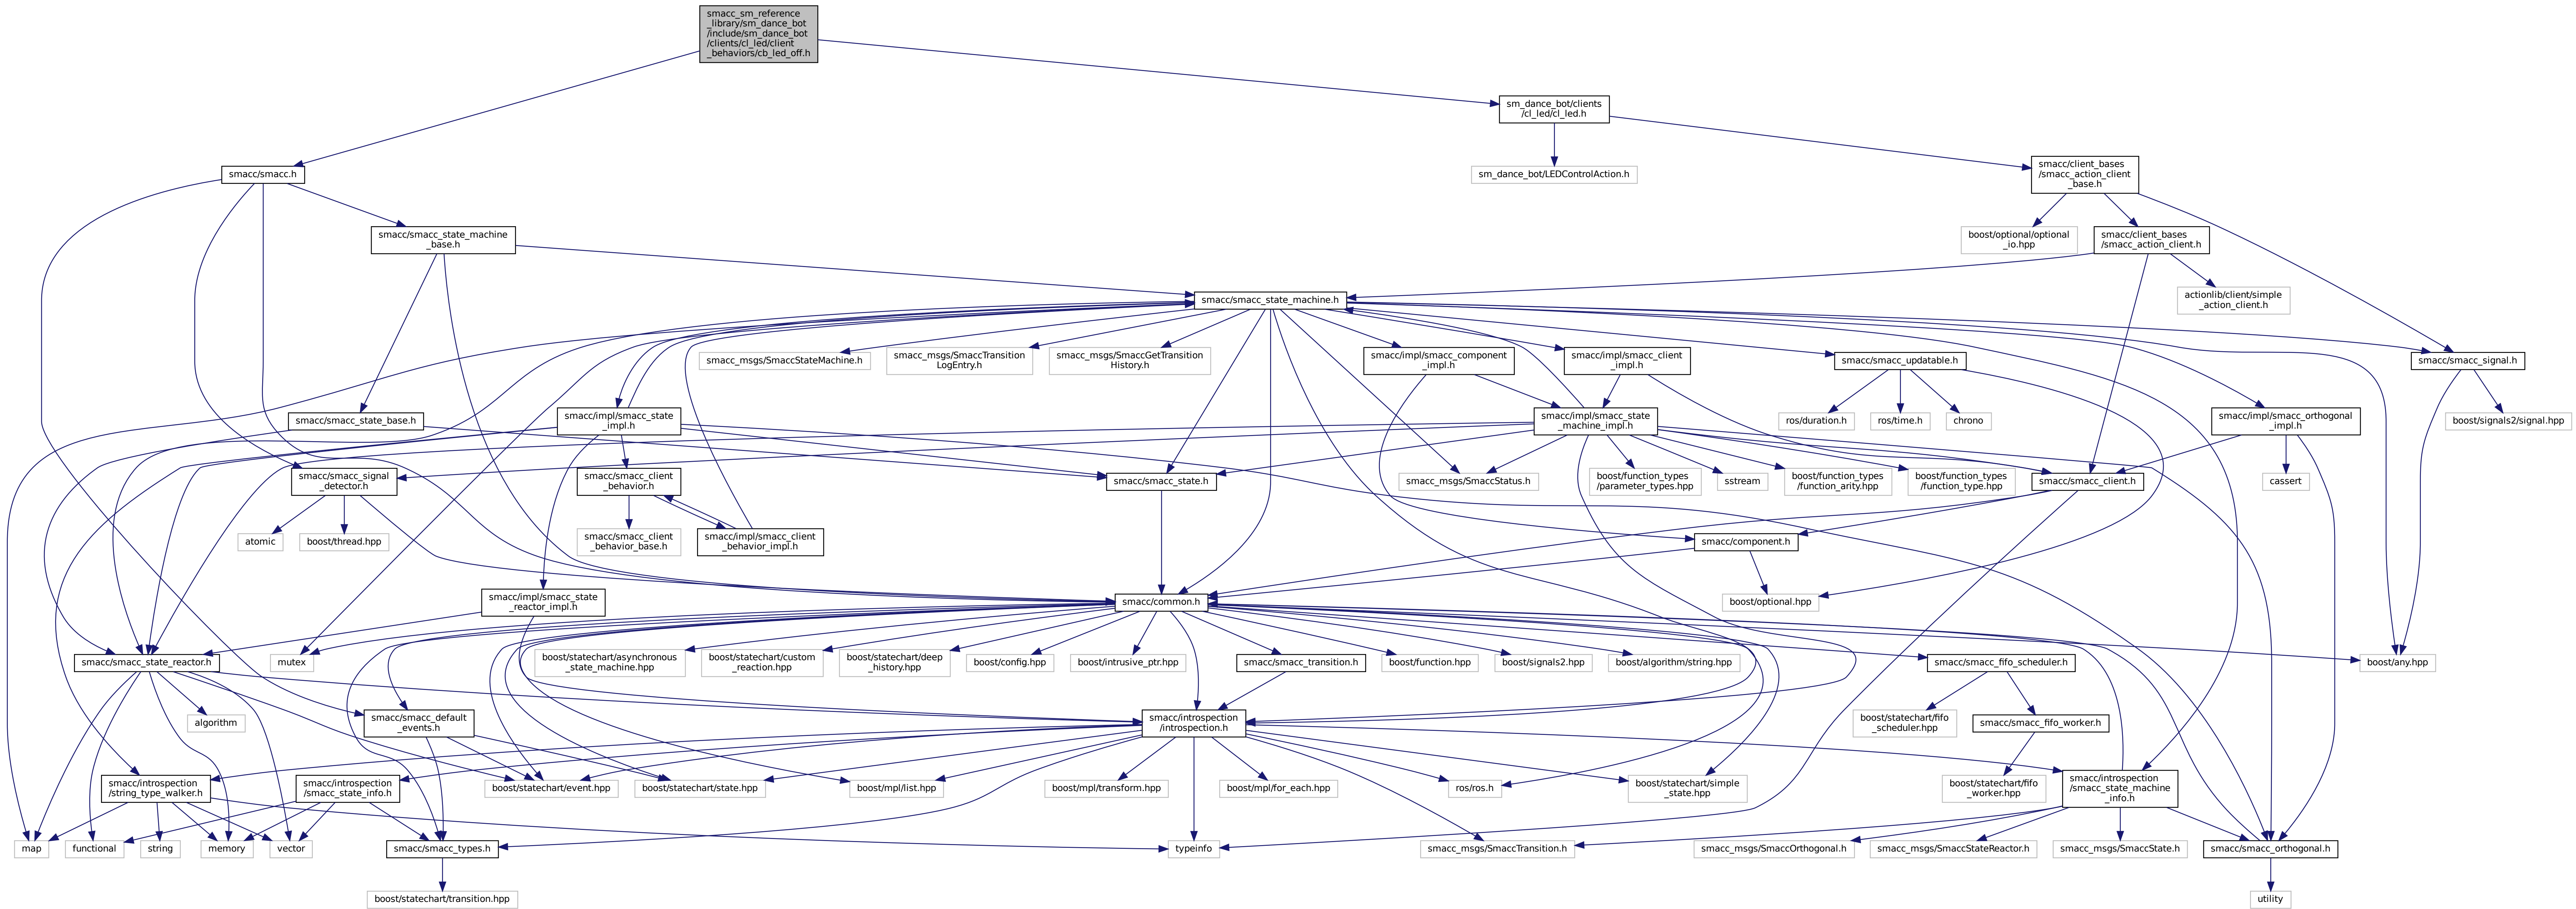 smacc_sm_reference
_library/sm_dance_bot
/include/sm_dance_bot
/clients/cl_led/client
_behaviors/cb_led_off.h
sm_dance_bot/clients
/cl_led/cl_led.h
smacc/smacc.h
sm_dance_bot/LEDControlAction.h
smacc/client_bases
/smacc_action_client
_base.h
smacc/smacc_state_machine
_base.h
boost/optional/optional
_io.hpp
smacc/client_bases
/smacc_action_client.h
smacc/smacc_state_machine.h
actionlib/client/simple
_action_client.h
smacc_msgs/SmaccStateMachine.h
smacc_msgs/SmaccTransition
LogEntry.h
smacc_msgs/SmaccGetTransition
History.h
smacc/impl/smacc_component
_impl.h
smacc/impl/smacc_client
_impl.h
smacc/smacc_updatable.h
smacc/smacc_signal.h
smacc/smacc_state_base.h
smacc/impl/smacc_state
_impl.h
smacc/impl/smacc_state
_machine_impl.h
ros/duration.h
ros/time.h
chrono
smacc/impl/smacc_orthogonal
_impl.h
boost/signals2/signal.hpp
smacc/smacc_signal
_detector.h
smacc/smacc_client
_behavior.h
smacc/smacc_state.h
smacc_msgs/SmaccStatus.h
boost/function_types
/parameter_types.hpp
sstream
boost/function_types
/function_arity.hpp
boost/function_types
/function_type.hpp
smacc/smacc_client.h
cassert
atomic
boost/thread.hpp
smacc/smacc_client
_behavior_base.h
smacc/impl/smacc_client
_behavior_impl.h
smacc/component.h
smacc/impl/smacc_state
_reactor_impl.h
smacc/common.h
boost/optional.hpp
smacc/smacc_state_reactor.h
mutex
boost/statechart/asynchronous
_state_machine.hpp
boost/statechart/custom
_reaction.hpp
boost/statechart/deep
_history.hpp
boost/config.hpp
boost/intrusive_ptr.hpp
smacc/smacc_transition.h
boost/function.hpp
boost/signals2.hpp
boost/algorithm/string.hpp
smacc/smacc_fifo_scheduler.h
boost/any.hpp
algorithm
smacc/smacc_default
_events.h
smacc/introspection
/introspection.h
boost/statechart/fifo
_scheduler.hpp
smacc/smacc_fifo_worker.h
smacc/introspection
/string_type_walker.h
smacc/introspection
/smacc_state_info.h
boost/statechart/event.hpp
boost/statechart/state.hpp
boost/mpl/list.hpp
boost/mpl/transform.hpp
boost/mpl/for_each.hpp
ros/ros.h
boost/statechart/simple
_state.hpp
boost/statechart/fifo
_worker.hpp
smacc/introspection
/smacc_state_machine
_info.h
map
functional
string
memory
vector
smacc/smacc_types.h
typeinfo
smacc_msgs/SmaccTransition.h
smacc_msgs/SmaccOrthogonal.h
smacc_msgs/SmaccStateReactor.h
smacc_msgs/SmaccState.h
smacc/smacc_orthogonal.h
boost/statechart/transition.hpp
utility